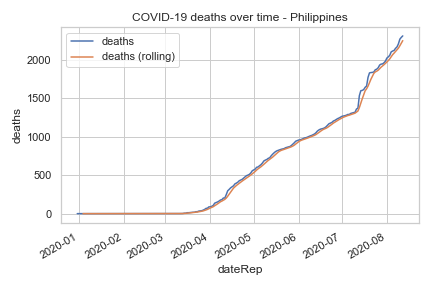 COVID-19 deaths over time - Philippines
deaths
deaths (rolling)
deaths
2000
1500
1000
500
0
2020-01
2020-02
2020-03
2020-04
2020-05
2020-06
2020-07
2020-08
dateRep